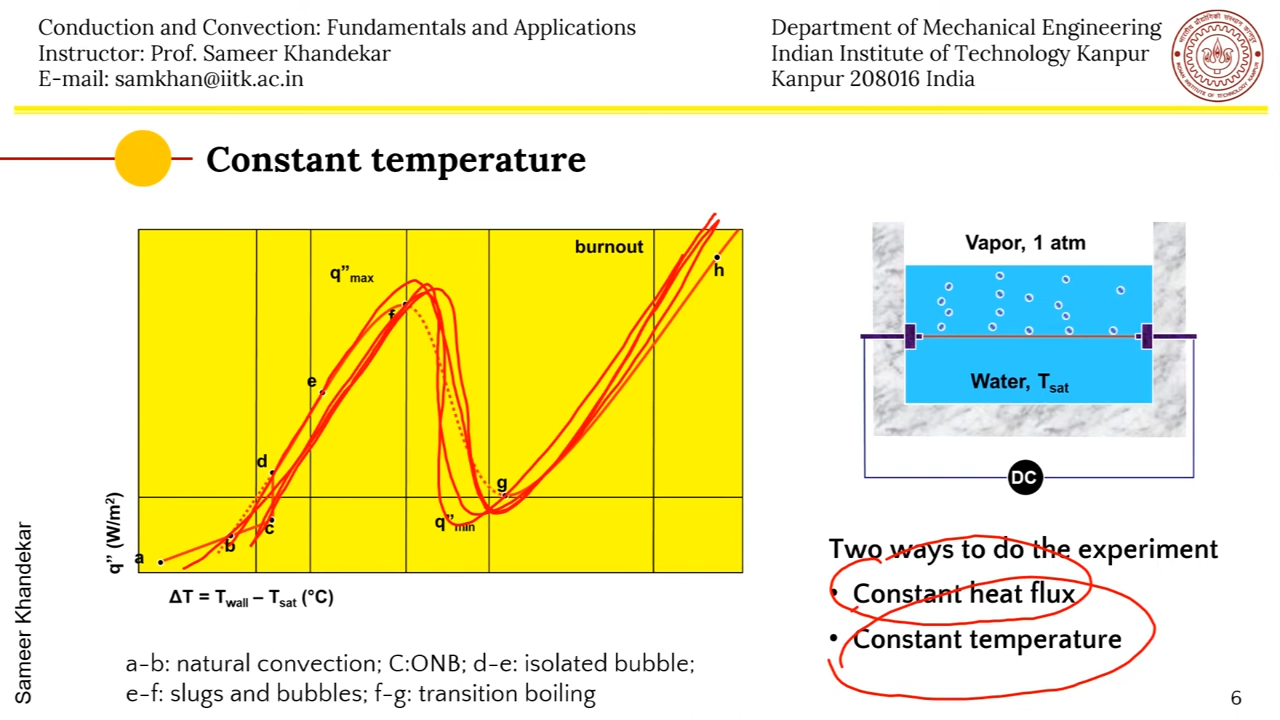 Conduction and Convection: Fundamentals and Applications
Instructor: Prof. Sameer Khandekar
E-mail: samkhan@iitk.ac.in
Department of Mechanical Engineering
Indian Institute of Technology Kanpur
Kanpur 208016 India
Constant temperature
burnout
q”max
h
f
e
d
g
c
q”min
b
a
q” (W/m²)
ΔT = Twall – Tsat (°C)
Vapor, 1 atm
Water, Tsat
DC
Two ways to do the experiment
• Constant heat flux
• Constant temperature
a-b: natural convection; C:ONB; d-e: isolated bubble;
e-f: slugs and bubbles; f-g: transition boiling
Sameer Khandekar
6